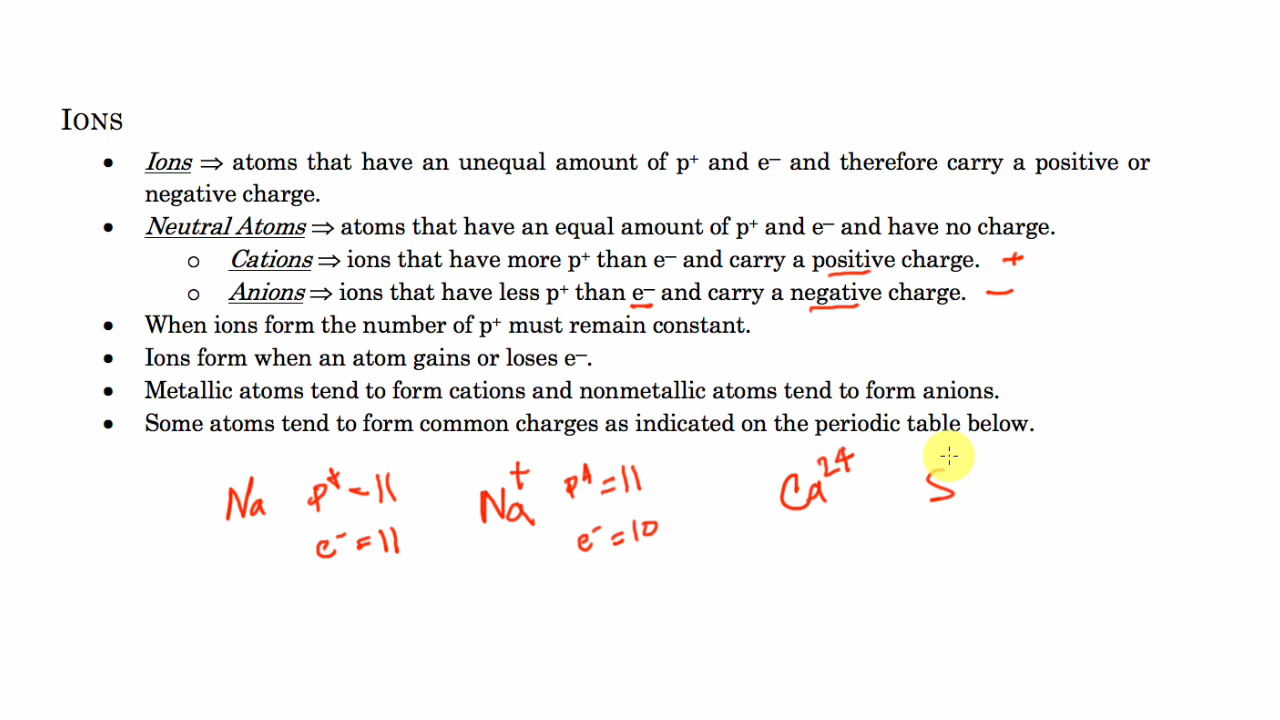 IONS
• Ions ⇒ atoms that have an unequal amount of p⁺ and e⁻ and therefore carry a positive or
negative charge.
• Neutral Atoms ⇒ atoms that have an equal amount of p⁺ and e⁻ and have no charge.
○ Cations ⇒ ions that have more p⁺ than e⁻ and carry a positive charge. +
○ Anions ⇒ ions that have less p⁺ than e⁻ and carry a negative charge. −
• When ions form the number of p⁺ must remain constant.
• Ions form when an atom gains or loses e⁻.
• Metallic atoms tend to form cations and nonmetallic atoms tend to form anions.
• Some atoms tend to form common charges as indicated on the periodic table below.
Na p⁺ = 11 Na⁺ p⁺ = 11 Ca²⁺ S
e⁻ = 11 e⁻ = 10